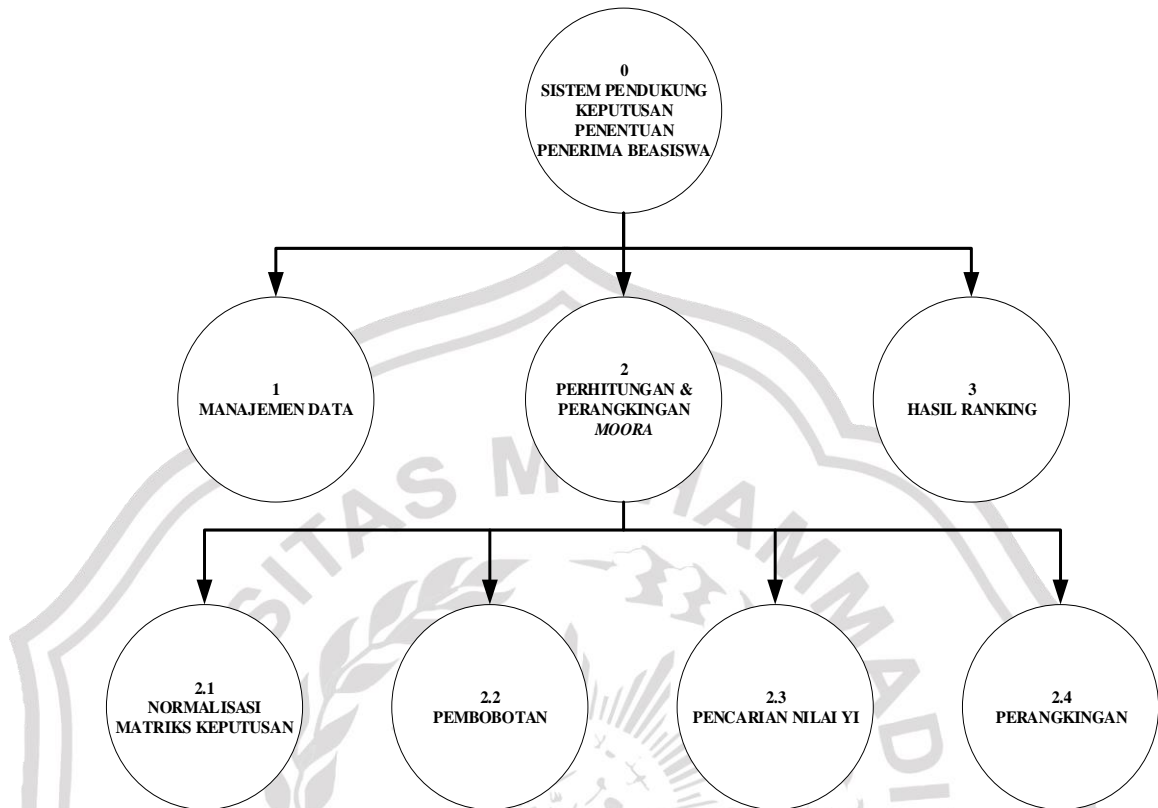 0
SISTEM PENDUKUNG
KEPUTUSAN
PENENTUAN
PENERIMA BEASISWA
1
MANAJEMEN DATA
2
PERHITUNGAN &
PERANGKINGAN
MOORA
3
HASIL RANKING
2.1
NORMALISASI
MATRIKS KEPUTUSAN
2.2
PEMBOBOTAN
2.3
PENCARIAN NILAI YI
2.4
PERANGKINGAN